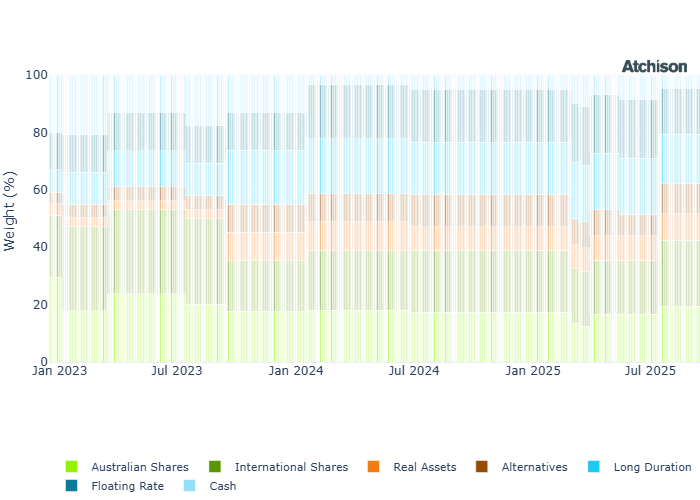 Atchison
100
80
60
40
20
0
Weight (%)
Jan 2023 Jul 2023 Jan 2024 Jul 2024 Jan 2025 Jul 2025
Australian Shares International Shares Real Assets Alternatives Long Duration
Floating Rate Cash